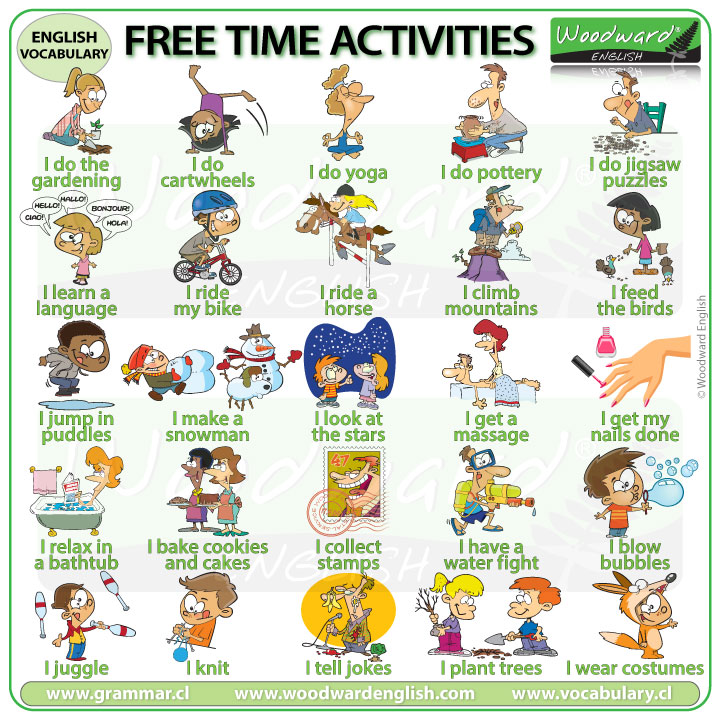 ENGLISH
VOCABULARY
FREE TIME ACTIVITIES
Woodward®
ENGLISH
I do the
gardening
I do
cartwheels
I do yoga
I do pottery
I do jigsaw
puzzles
HELLO!
HALLO!
CIAO!
BONJOUR!
HOLA!
I learn a
language
I ride
my bike
I ride a
horse
I climb
mountains
I feed
the birds
© Woodward English
I jump in
puddles
I make a
snowman
I look at
the stars
I get a
massage
I get my
nails done
47
I relax in
a bathtub
I bake cookies
and cakes
I collect
stamps
I have a
water fight
I blow
bubbles
I juggle
I knit
I tell jokes
I plant trees
I wear costumes
www.grammar.cl
www.woodwardenglish.com
www.vocabulary.cl
Woodward®
ENGLISH
Woodward®
ENGLISH